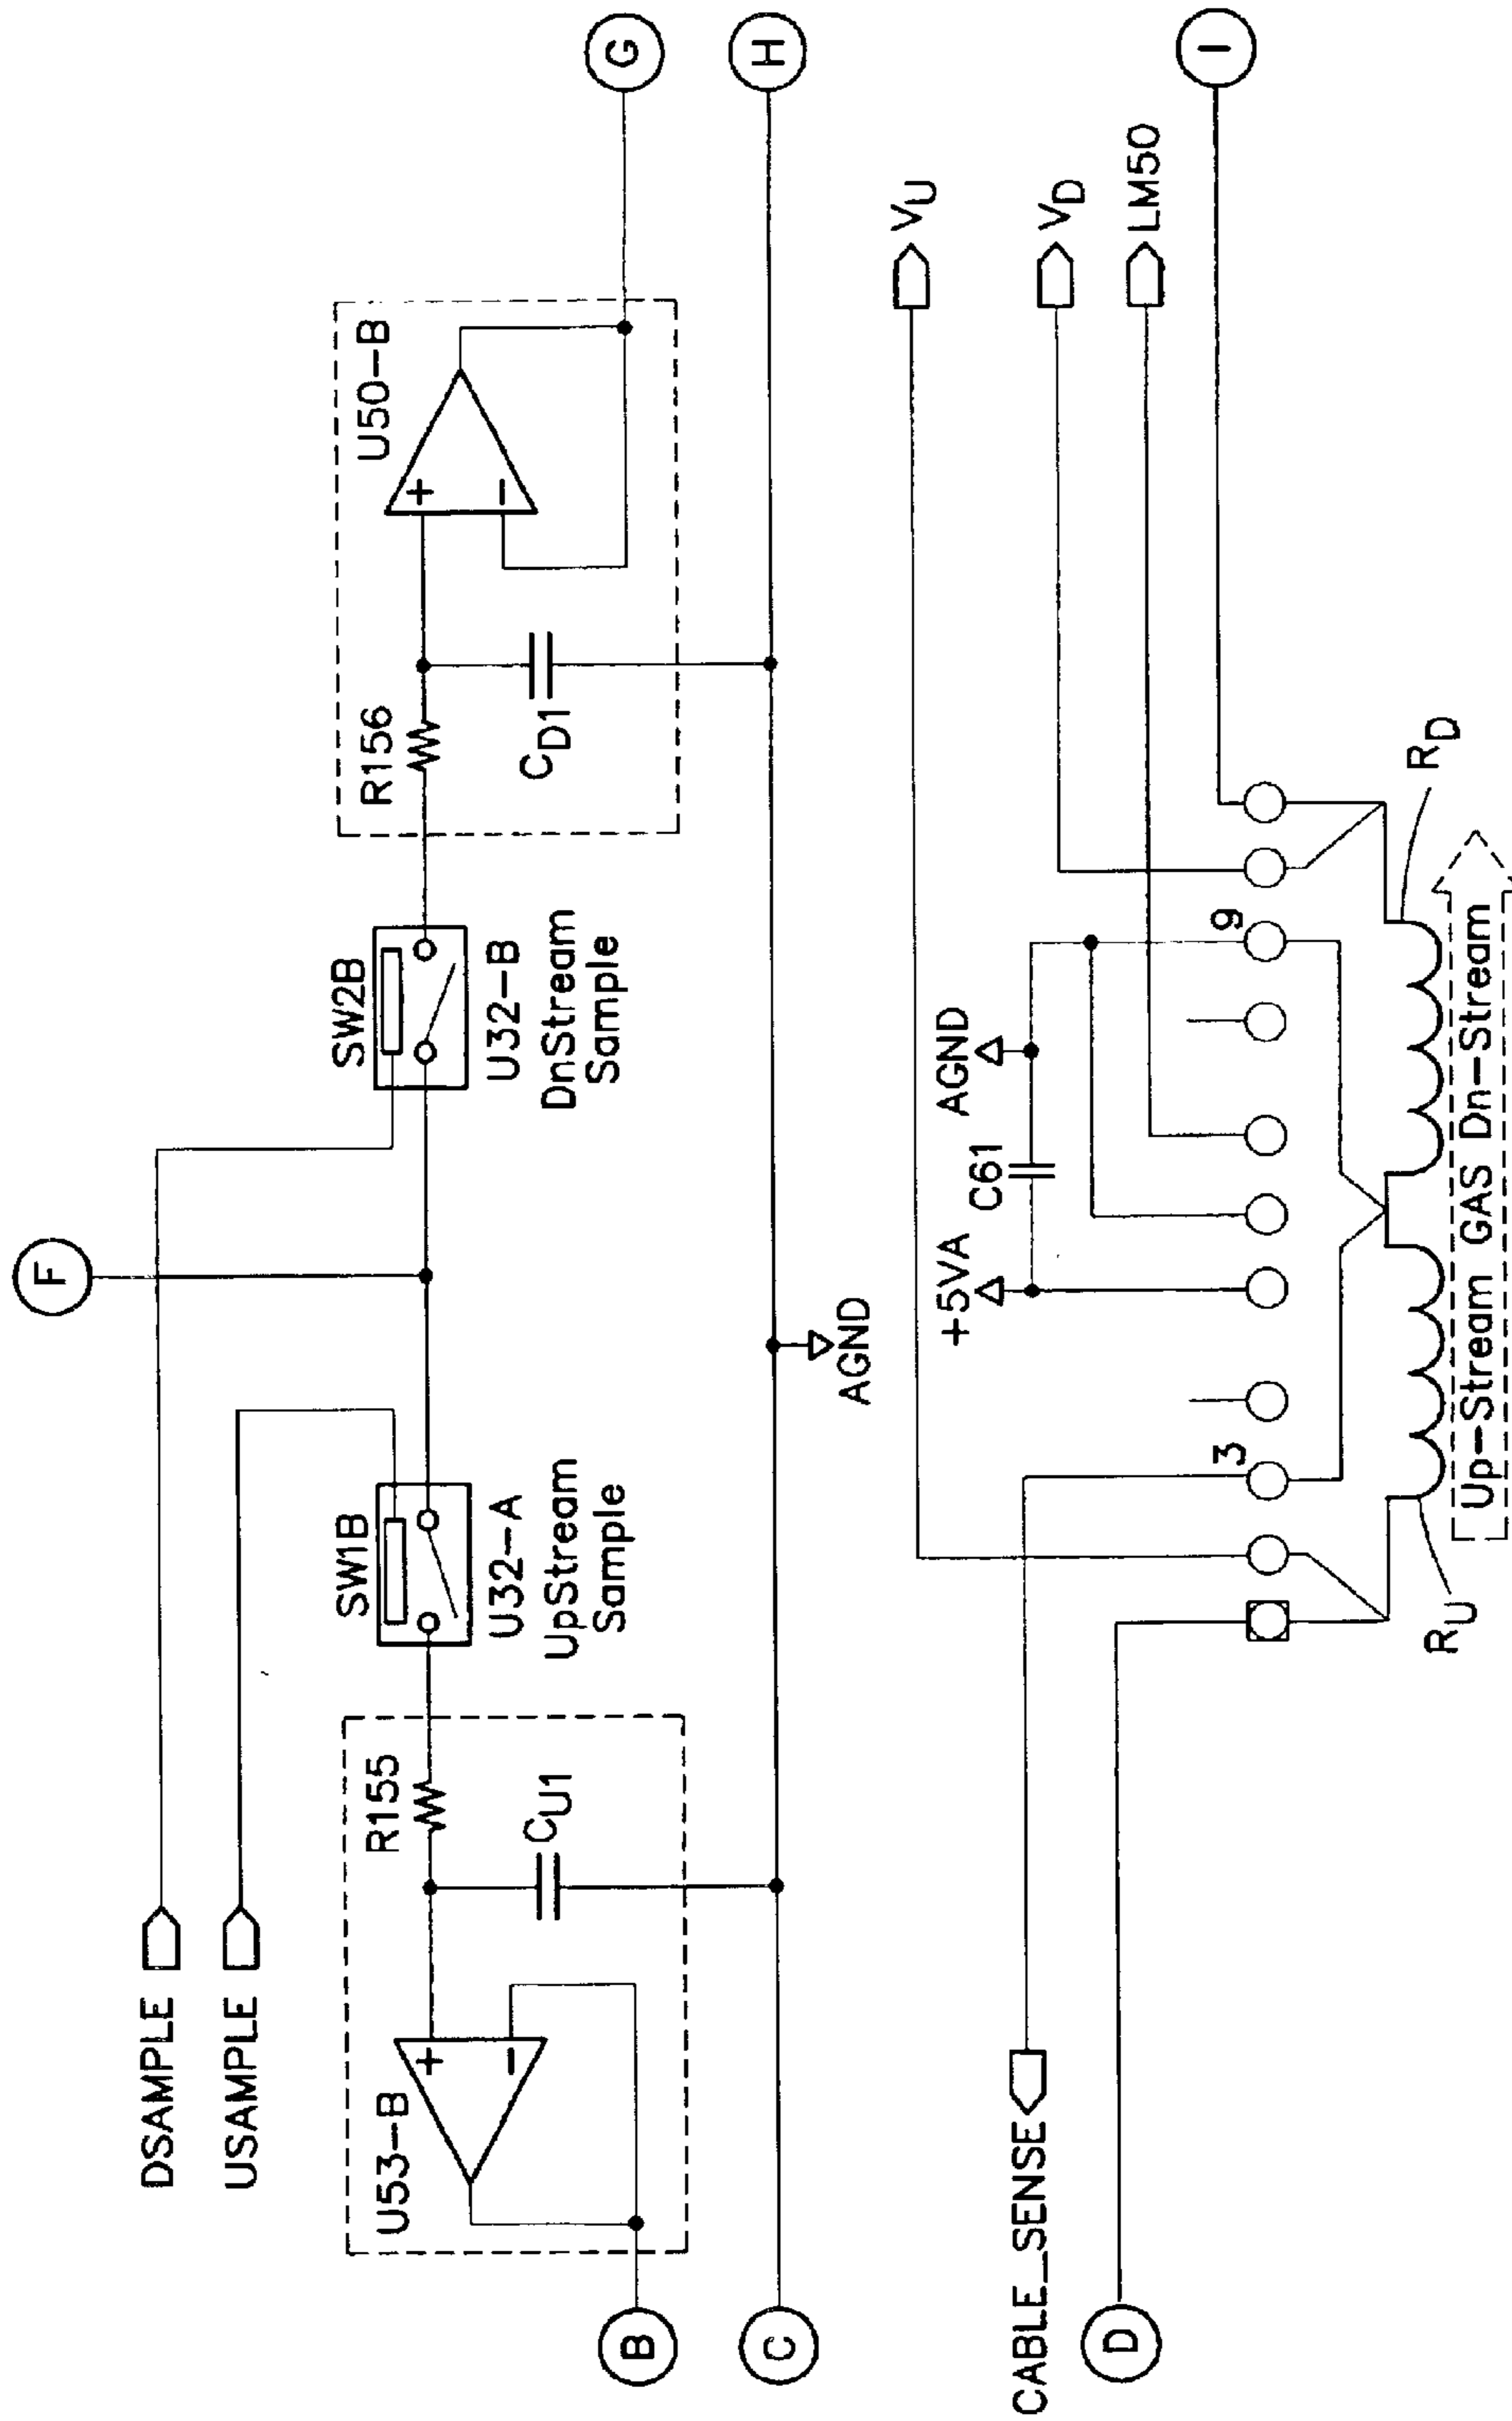 F
DSAMPLE
USAMPLE
SW1B
SW2B
U53-B
R155
R156
U50-B
+
-
+
-
U32-A
UpStream
Sample
U32-B
DnStream
Sample
CU1
CD1
B
G
C
H
AGND
VU
+5VA
C61
AGND
CABLE_SENSE
VD
LM50
D
I
3
9
RU
RD
Up-Stream GAS Dn-Stream